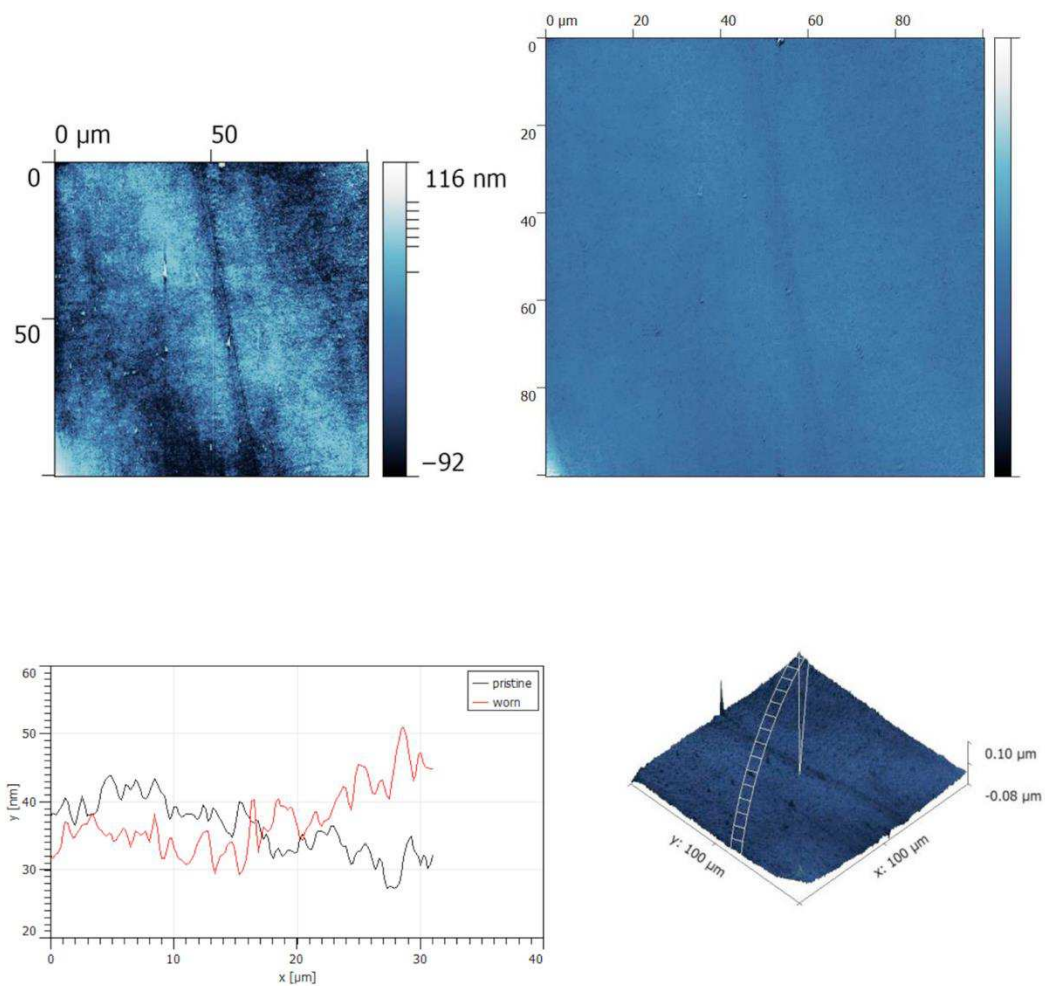 0 µm 50
0
50
116 nm
−92
0 µm 20 40 60 80
0
20
40
60
80
60
50
40
30
20
y [nm]
0 10 20 30 40
x [µm]
pristine
worn
0.10 µm
-0.08 µm
y: 100 µm
x: 100 µm